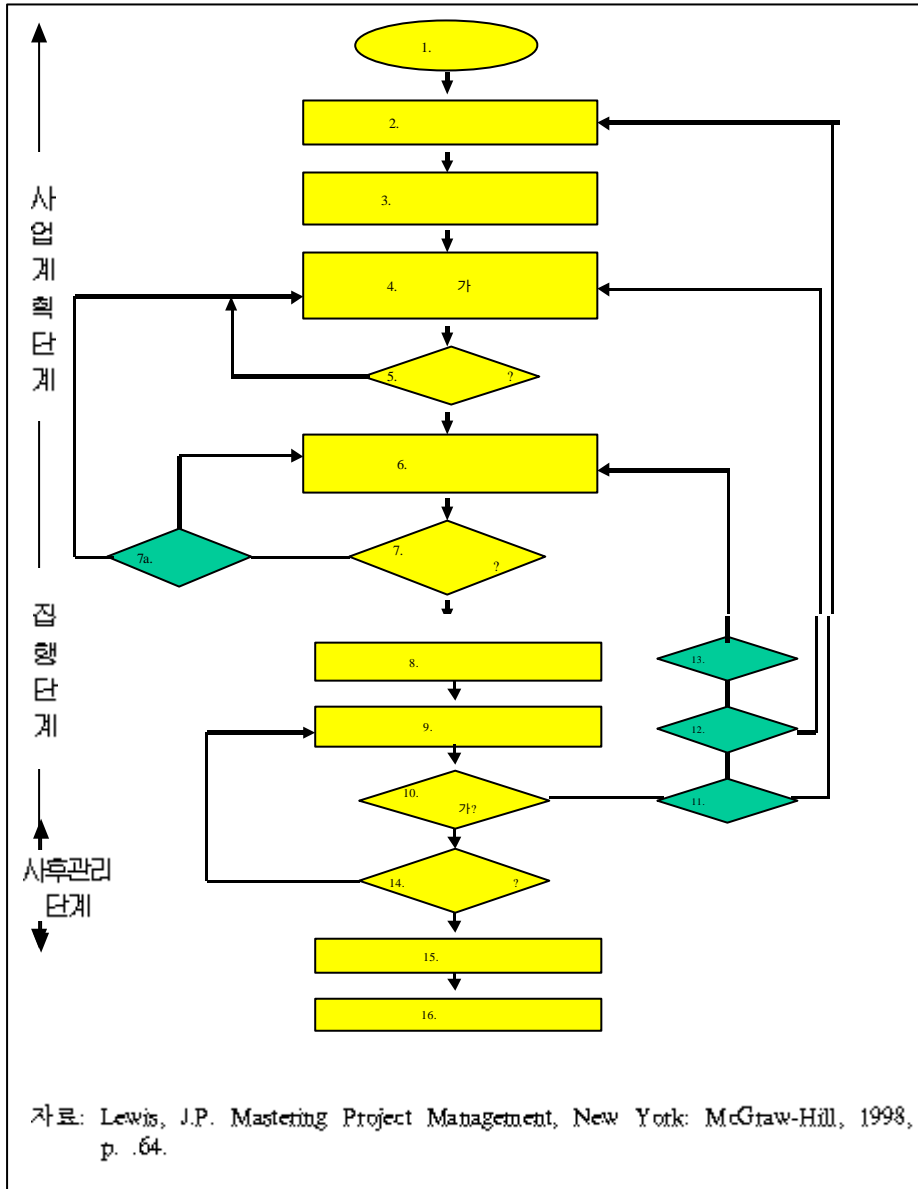 1.
2.
3.
4. 가
5. ?
6.
7. ?
7a.
8.
9.
10. 가?
11.
12.
13.
14. ?
15.
16.
사업계획단계
집행단계
사후관리
단계
자료: Lewis, J.P. Mastering Project Management, New York: McGraw-Hill, 1998,
p. .64.